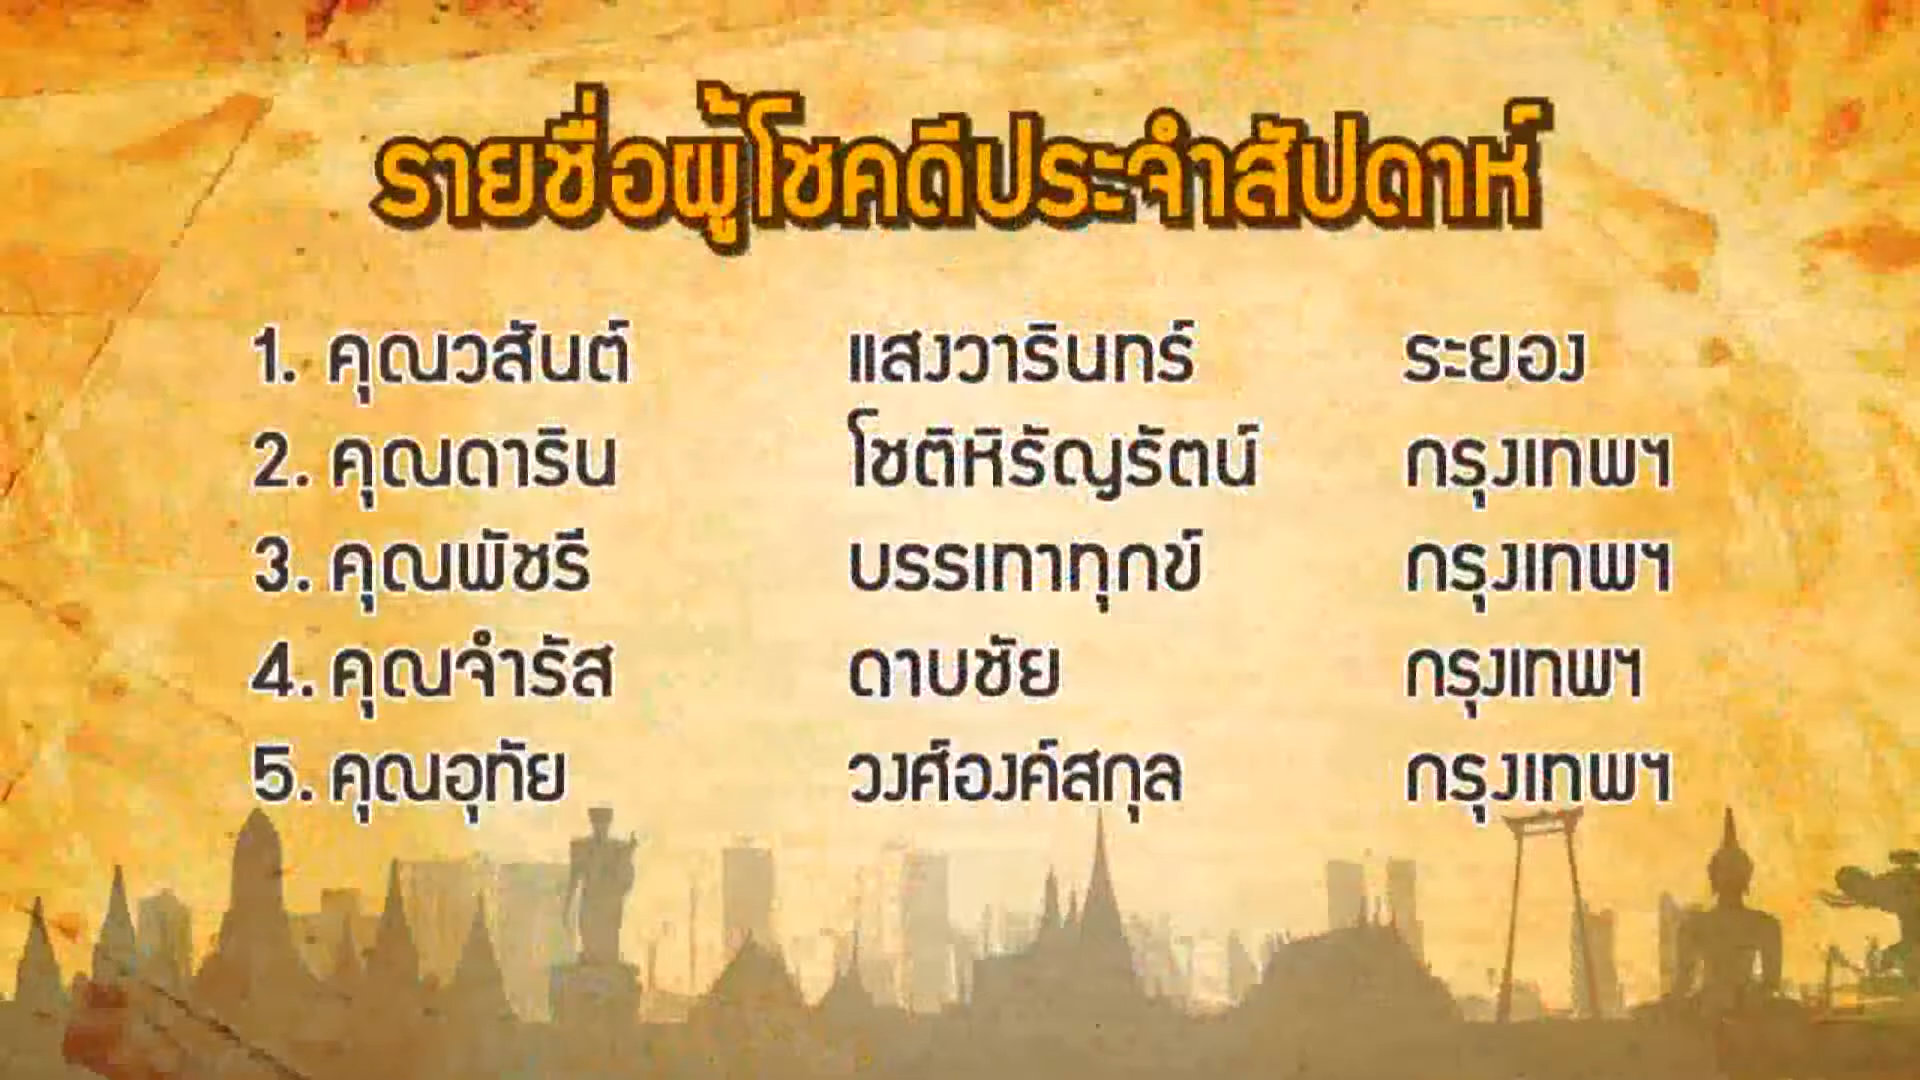 รายชื่อผู้โชคดีประจำสัปดาห์
1. คุณวสันต์ แสงวารินทร์ ระยอง
2. คุณดาริน โชติหิรัญรัตน์ กรุงเทพฯ
3. คุณพัชรี บรรเทาทุกข์ กรุงเทพฯ
4. คุณจำรัส ดาบชัย กรุงเทพฯ
5. คุณอุทัย วงศ์องค์สกุล กรุงเทพฯ